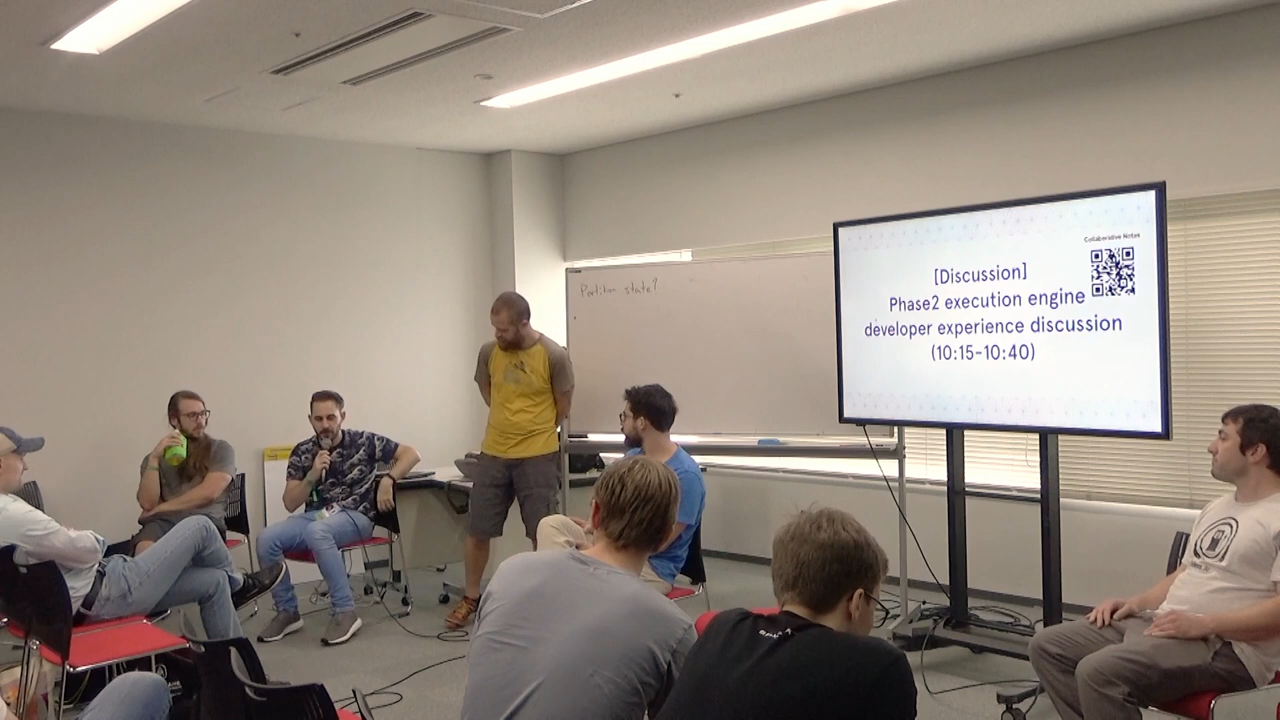 Partition state?
Collaborative Notes
[Discussion]
Phase2 execution engine
developer experience discussion
(10:15-10:40)